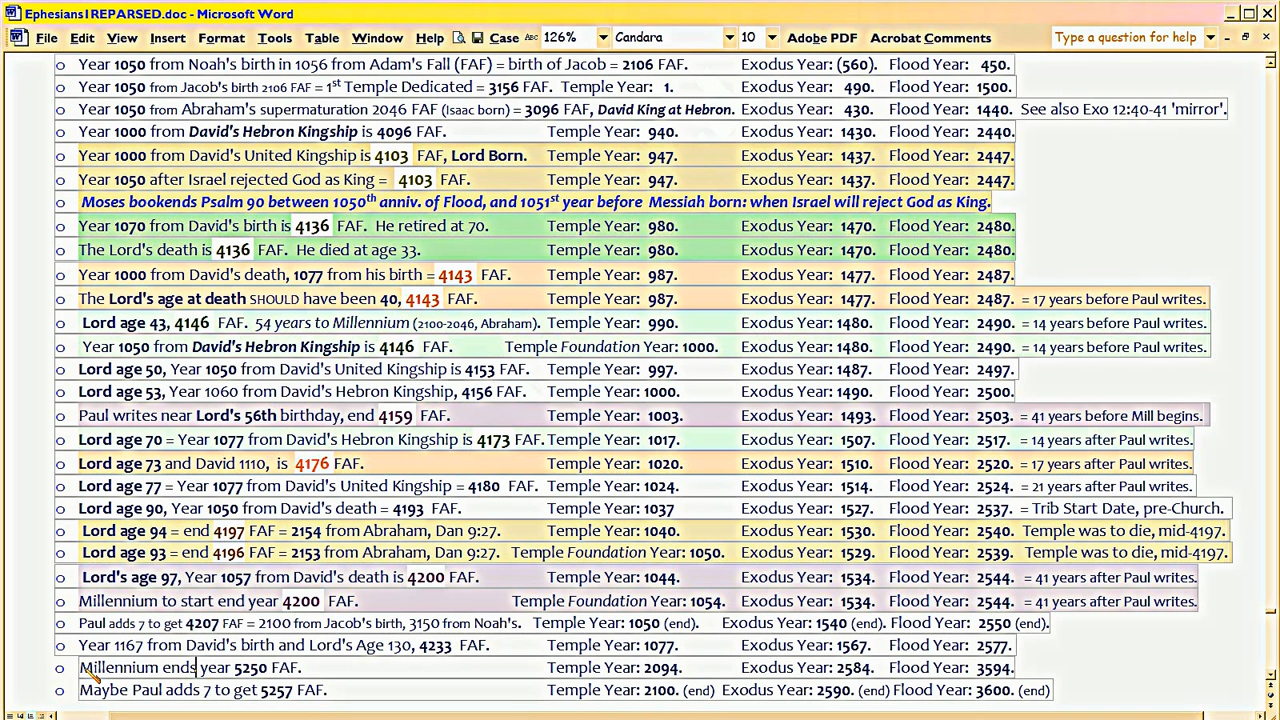 Ephesians1REPARSED.doc - Microsoft Word
File Edit View Insert Format Tools Table Window Help Case ABC 126% Candara 10 Adobe PDF Acrobat Comments Type a question for help
o Year 1050 from Noah's birth in 1056 from Adam's Fall (FAF) = birth of Jacob = 2106 FAF. Exodus Year: (560). Flood Year: 450.
o Year 1050 from Jacob's birth 2106 FAF = 1st Temple Dedicated = 3156 FAF. Temple Year: 1. Exodus Year: 490. Flood Year: 1500.
o Year 1050 from Abraham's supermaturation 2046 FAF (Isaac born) = 3096 FAF, David King at Hebron. Exodus Year: 430. Flood Year: 1440. See also Exo 12:40-41 'mirror'.
o Year 1000 from David's Hebron Kingship is 4096 FAF. Temple Year: 940. Exodus Year: 1430. Flood Year: 2440.
o Year 1000 from David's United Kingship is 4103 FAF, Lord Born. Temple Year: 947. Exodus Year: 1437. Flood Year: 2447.
o Year 1050 after Israel rejected God as King = 4103 FAF. Temple Year: 947. Exodus Year: 1437. Flood Year: 2447.
o Moses bookends Psalm 90 between 1050th anniv. of Flood, and 1051st year before Messiah born: when Israel will reject God as King.
o Year 1070 from David's birth is 4136 FAF. He retired at 70. Temple Year: 980. Exodus Year: 1470. Flood Year: 2480.
o The Lord's death is 4136 FAF. He died at age 33. Temple Year: 980. Exodus Year: 1470. Flood Year: 2480.
o Year 1000 from David's death, 1077 from his birth = 4143 FAF. Temple Year: 987. Exodus Year: 1477. Flood Year: 2487.
o The Lord's age at death SHOULD have been 40, 4143 FAF. Temple Year: 987. Exodus Year: 1477. Flood Year: 2487. = 17 years before Paul writes.
o Lord age 43, 4146 FAF. 54 years to Millennium (2100-2046, Abraham). Temple Year: 990. Exodus Year: 1480. Flood Year: 2490. = 14 years before Paul writes.
o Year 1050 from David's Hebron Kingship is 4146 FAF. Temple Foundation Year: 1000. Exodus Year: 1480. Flood Year: 2490. = 14 years before Paul writes.
o Lord age 50, Year 1050 from David's United Kingship is 4153 FAF. Temple Year: 997. Exodus Year: 1487. Flood Year: 2497.
o Lord age 53, Year 1060 from David's Hebron Kingship, 4156 FAF. Temple Year: 1000. Exodus Year: 1490. Flood Year: 2500.
o Paul writes near Lord's 56th birthday, end 4159 FAF. Temple Year: 1003. Exodus Year: 1493. Flood Year: 2503. = 41 years before Mill begins.
o Lord age 70 = Year 1077 from David's Hebron Kingship is 4173 FAF. Temple Year: 1017. Exodus Year: 1507. Flood Year: 2517. = 14 years after Paul writes.
o Lord age 73 and David 1110, is 4176 FAF. Temple Year: 1020. Exodus Year: 1510. Flood Year: 2520. = 17 years after Paul writes.
o Lord age 77 = Year 1077 from David's United Kingship = 4180 FAF. Temple Year: 1024. Exodus Year: 1514. Flood Year: 2524. = 21 years after Paul writes.
o Lord age 90, Year 1050 from David's death = 4193 FAF. Temple Year: 1037 Exodus Year: 1527. Flood Year: 2537. = Trib Start Date, pre-Church.
o Lord age 94 = end 4197 FAF = 2154 from Abraham, Dan 9:27. Temple Year: 1040. Exodus Year: 1530. Flood Year: 2540. Temple was to die, mid-4197.
o Lord age 93 = end 4196 FAF = 2153 from Abraham, Dan 9:27. Temple Foundation Year: 1050. Exodus Year: 1529. Flood Year: 2539. Temple was to die, mid-4197.
o Lord's age 97, Year 1057 from David's death is 4200 FAF. Temple Year: 1044. Exodus Year: 1534. Flood Year: 2544. = 41 years after Paul writes.
o Millennium to start end year 4200 FAF. Temple Foundation Year: 1054. Exodus Year: 1534. Flood Year: 2544. = 41 years after Paul writes.
o Paul adds 7 to get 4207 FAF = 2100 from Jacob's birth, 3150 from Noah's. Temple Year: 1050 (end). Exodus Year: 1540 (end). Flood Year: 2550 (end).
o Year 1167 from David's birth and Lord's Age 130, 4233 FAF. Temple Year: 1077. Exodus Year: 1567. Flood Year: 2577.
o Millennium ends year 5250 FAF. Temple Year: 2094. Exodus Year: 2584. Flood Year: 3594.
o Maybe Paul adds 7 to get 5257 FAF. Temple Year: 2100. (end) Exodus Year: 2590. (end) Flood Year: 3600. (end)